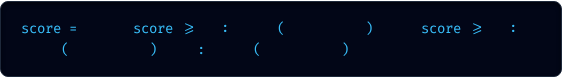 score =        score ≥   :      (          )      score ≥   :
     (          )     :      (          )